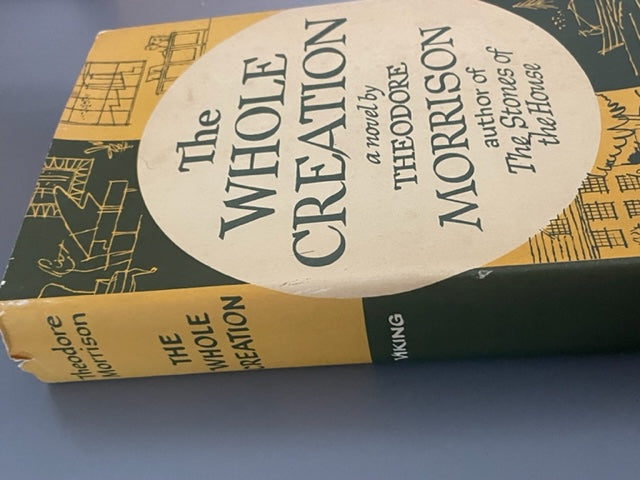 The
WHOLE
CREATION
a novel by
THEODORE
MORRISON
author of
The Stones of
the House
Theodore
Morrison
THE
WHOLE
CREATION
VIKING